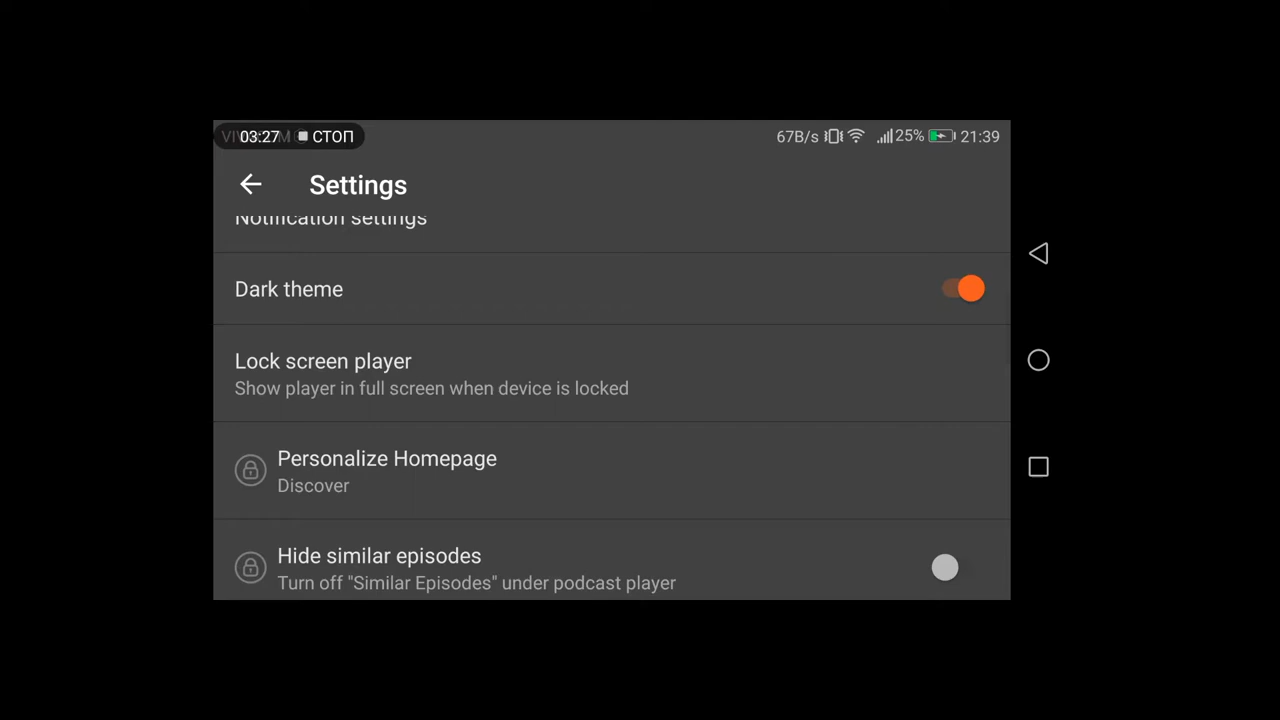 03:27 СТОП 67B/s 25% 21:39
Settings
Notification settings
Dark theme
Lock screen player
Show player in full screen when device is locked
Personalize Homepage
Discover
Hide similar episodes
Turn off "Similar Episodes" under podcast player